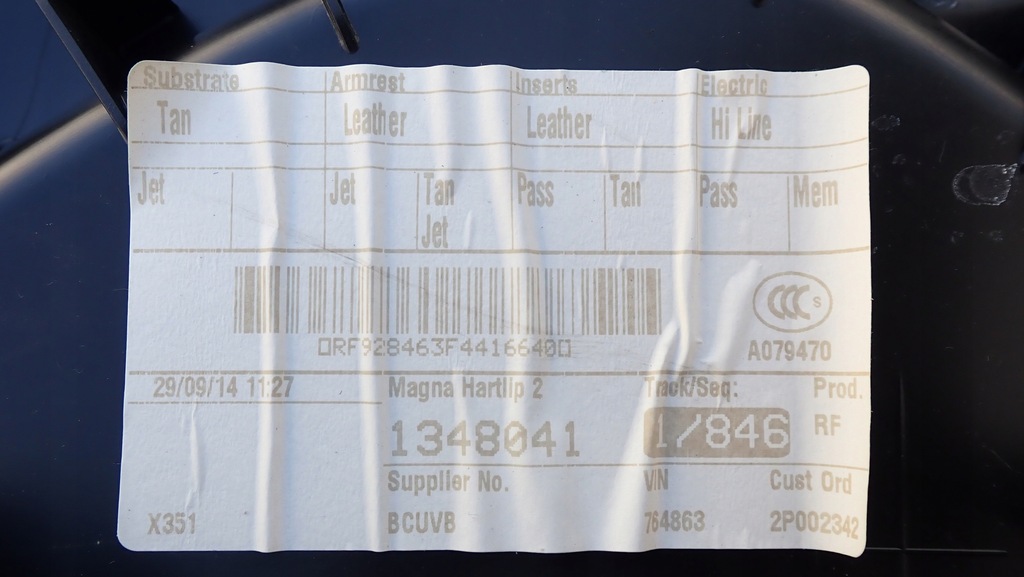 Substrate Armrest Inserts Electric
Tan Leather Leather Hi Line
Jet Jet Tan Pass Tan Pass Mem
Jet
CCC S
0RF928463F44166400
A079470
29/09/14 11:27 Magna Hartlip 2 Track/Seq: Prod.
1348041 1/846 RF
Supplier No. VIN Cust Ord
X351 BCUVB 764863 2P002342